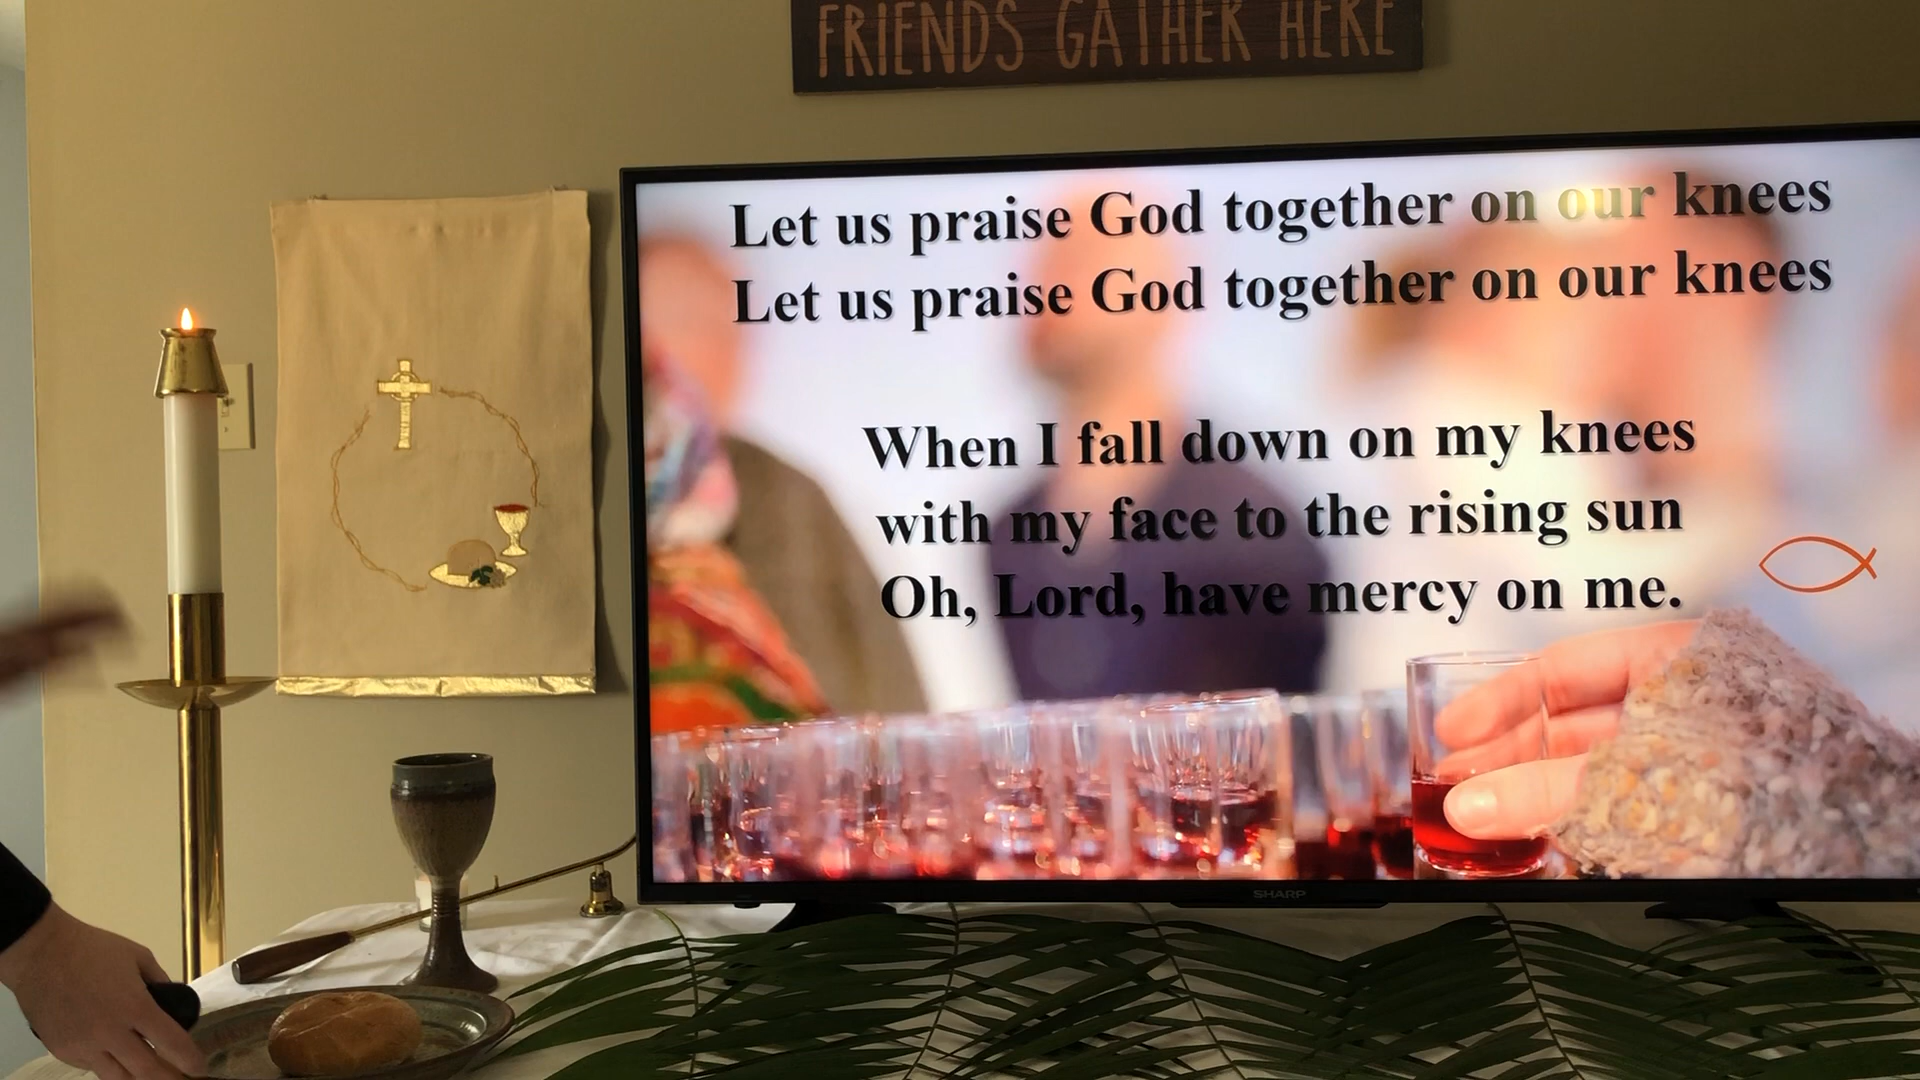 FRIENDS GATHER HERE
Let us praise God together on our knees
Let us praise God together on our knees
When I fall down on my knees
with my face to the rising sun
Oh, Lord, have mercy on me.
SHARP